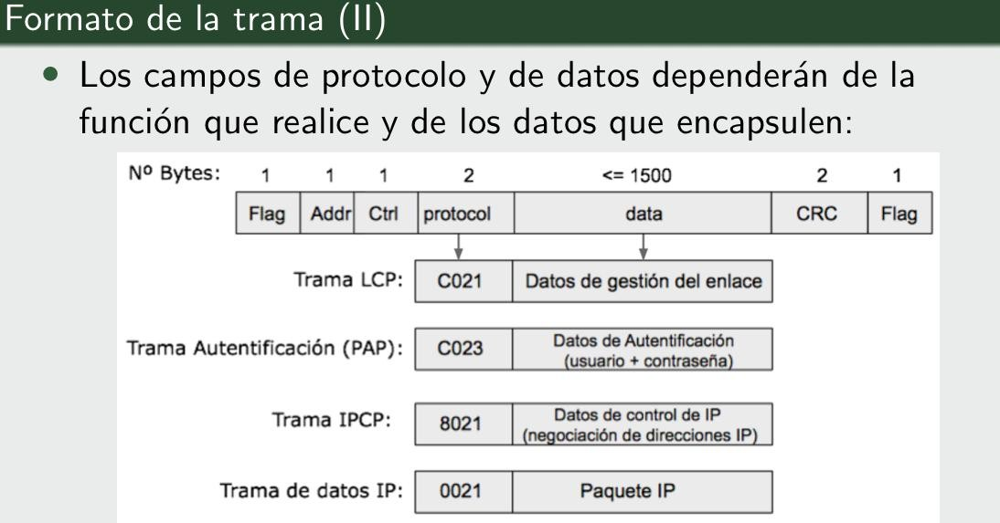 Formato de la trama (II)
• Los campos de protocolo y de datos dependerán de la
función que realice y de los datos que encapsulen:
Nº Bytes: 1 1 1 2 <= 1500 2 1
Flag Addr Ctrl protocol data CRC Flag
Trama LCP: C021 Datos de gestión del enlace
Trama Autentificación (PAP): C023 Datos de Autentificación
(usuario + contraseña)
Trama IPCP: 8021 Datos de control de IP
(negociación de direcciones IP)
Trama de datos IP: 0021 Paquete IP